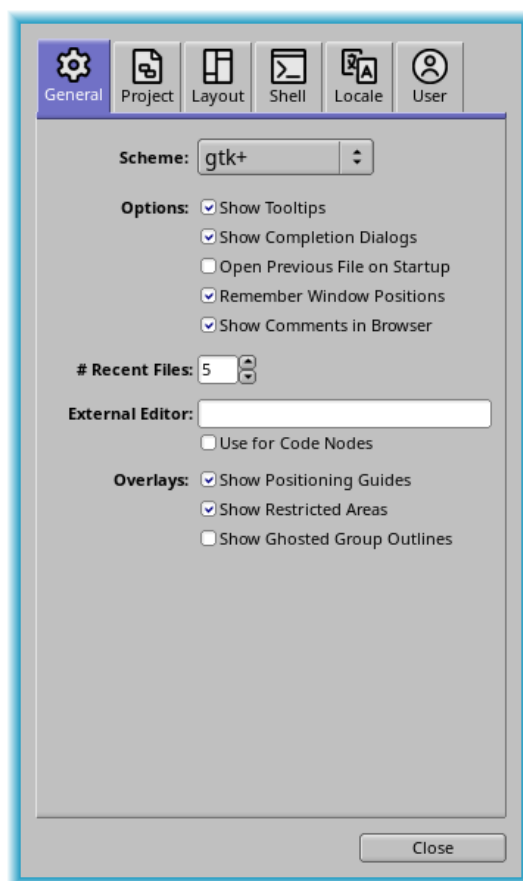 General Project Layout Shell Locale User
Scheme: gtk+
Options: Show Tooltips
Show Completion Dialogs
Open Previous File on Startup
Remember Window Positions
Show Comments in Browser
# Recent Files: 5
External Editor:
Use for Code Nodes
Overlays: Show Positioning Guides
Show Restricted Areas
Show Ghosted Group Outlines
Close